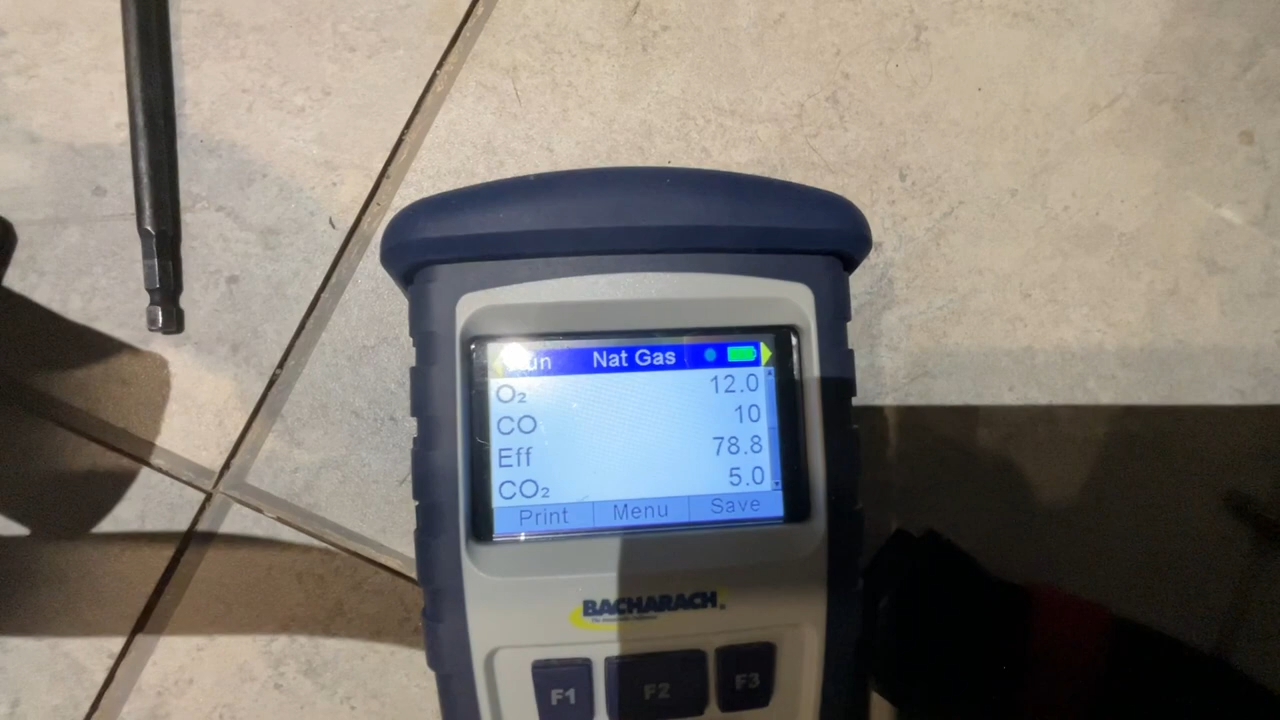 Run Nat Gas
O₂ 12.0
CO 10
Eff 78.8
CO₂ 5.0
Print Menu Save
BACHARACH
F1 F2 F3